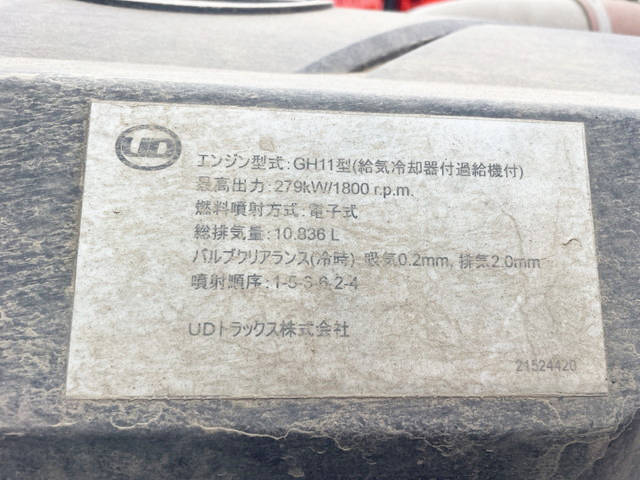 UD
エンジン型式:GH11型(給気冷却器付過給機付)
最高出力:279kW/1800 r.p.m.
燃料噴射方式:電子式
総排気量:10.836 L
バルブクリアランス(冷時) 吸気0.2mm, 排気2.0mm
噴射順序:1-5-3-6-2-4
UDトラックス株式会社
21524420